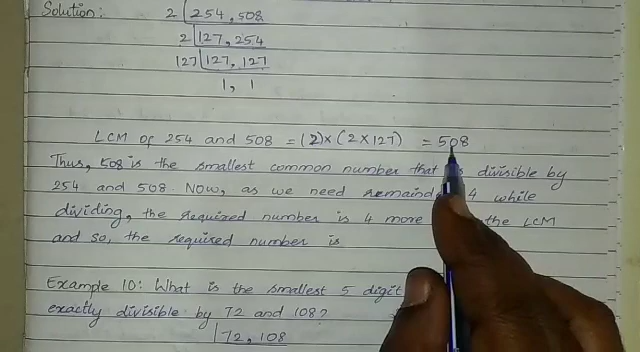 Solution: 2 254, 508
2 127, 254
127 127, 127
1, 1
LCM of 254 and 508 = (2)x (2x127) = 508
Thus, 508 is the smallest common number that is divisible by
254 and 508. Now, as we need remainde 4 while
dividing, the required number is 4 more the LCM
and so, the required number is
Example 10: What is the smallest 5 digit
exactly divisible by 72 and 108?
72, 108